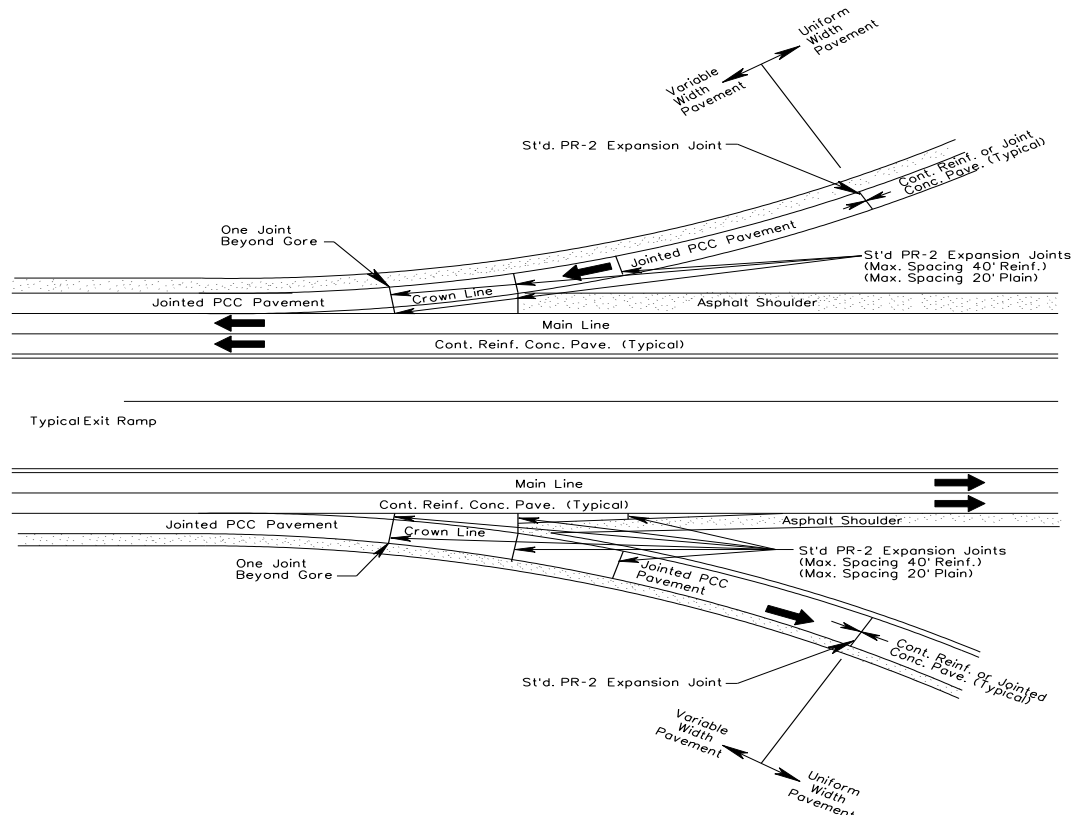 Uniform
Width
Pavement
Variable
Width
Pavement
St'd. PR-2 Expansion Joint
Cont. Reinf. or Joint
Conc. Pave. (Typical)
One Joint
Beyond Gore
Jointed PCC Pavement
St'd PR-2 Expansion Joints
(Max. Spacing 40' Reinf.)
(Max. Spacing 20' Plain)
Jointed PCC Pavement
Crown Line
Asphalt Shoulder
Main Line
Cont. Reinf. Conc. Pave. (Typical)
Typical Exit Ramp
Main Line
Cont. Reinf. Conc. Pave. (Typical)
Jointed PCC Pavement
Crown Line
Asphalt Shoulder
One Joint
Beyond Gore
St'd PR-2 Expansion Joints
(Max. Spacing 40' Reinf.)
(Max. Spacing 20' Plain)
Jointed PCC
Pavement
Cont. Reinf. or Jointed
Conc. Pave. (Typical)
St'd. PR-2 Expansion Joint
Variable
Width
Pavement
Uniform
Width
Pavement